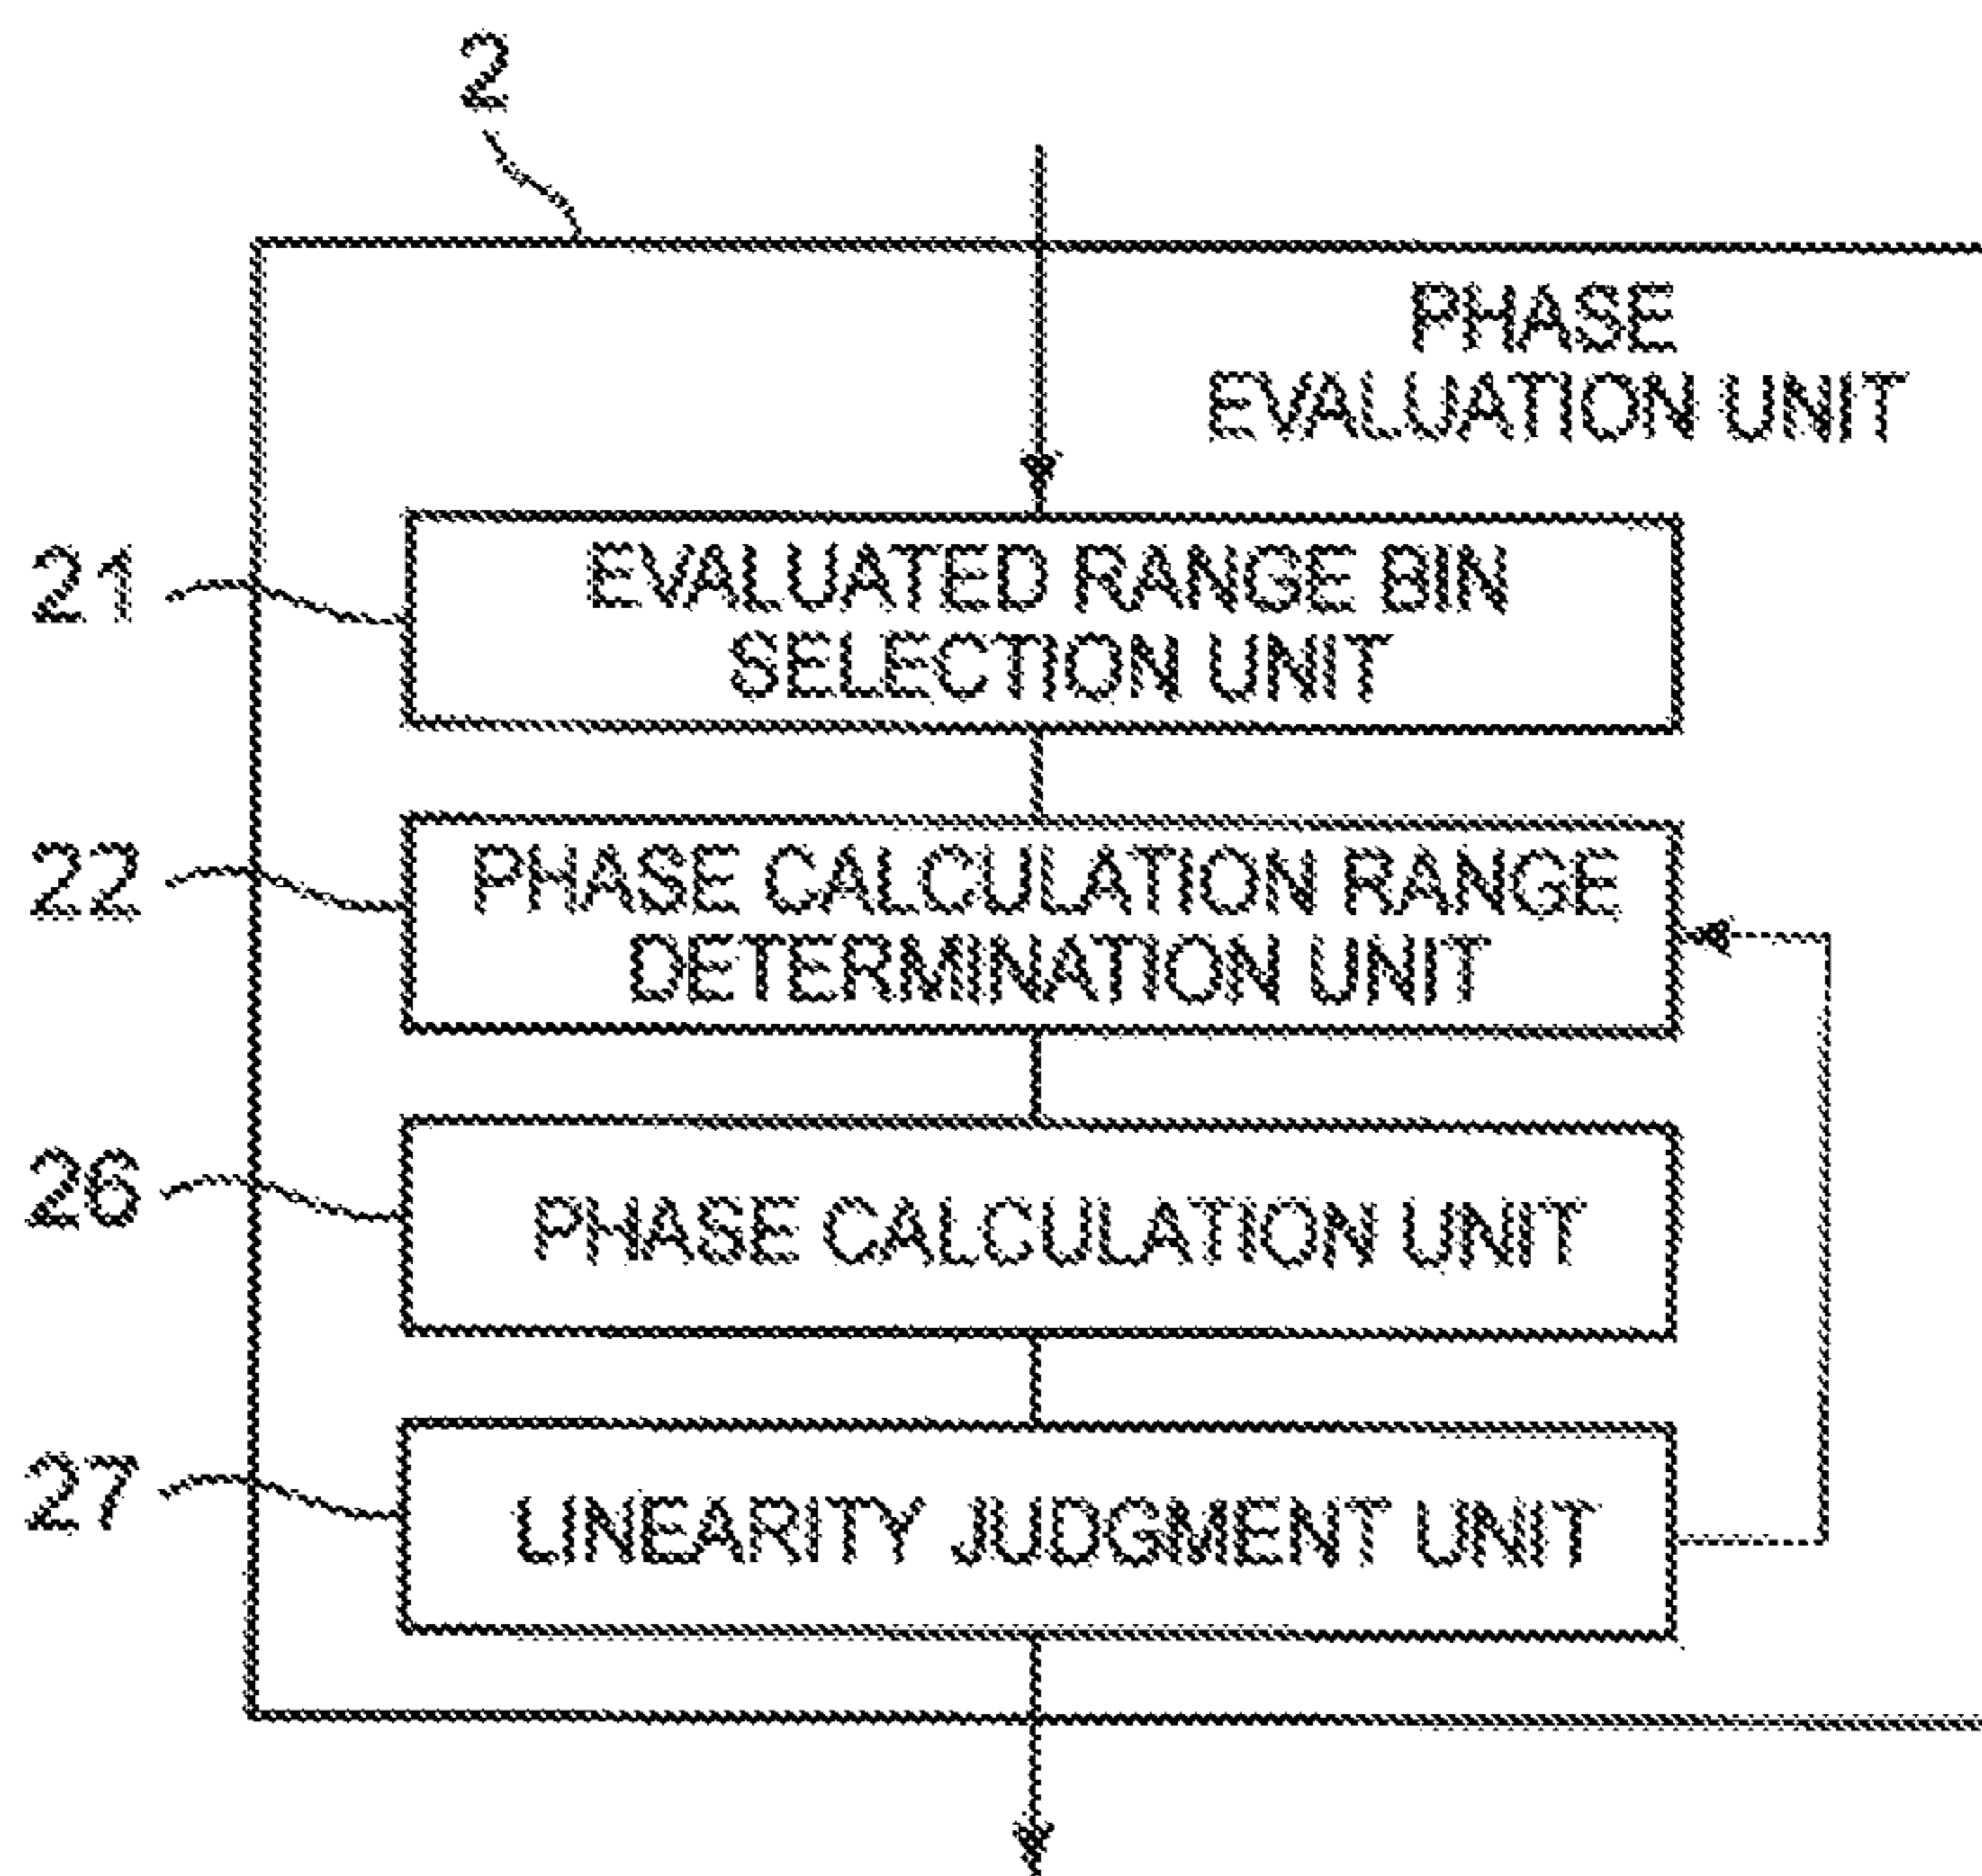 2
PHASE
EVALUATION UNIT
21
EVALUATED RANGE BIN
SELECTION UNIT
22
PHASE CALCULATION RANGE
DETERMINATION UNIT
26
PHASE CALCULATION UNIT
27
LINEARITY JUDGMENT UNIT